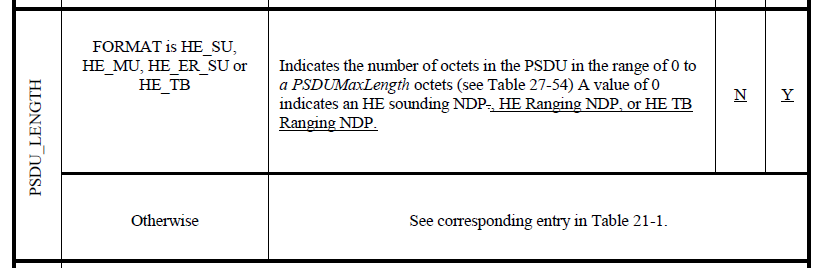 PSDU_LENGTH
FORMAT is HE_SU,
HE_MU, HE_ER_SU or
HE_TB
Indicates the number of octets in the PSDU in the range of 0 to
a PSDUMaxLength octets (see Table 27-54) A value of 0
indicates an HE sounding NDP., HE Ranging NDP, or HE TB
Ranging NDP.
N
Y
Otherwise
See corresponding entry in Table 21-1.